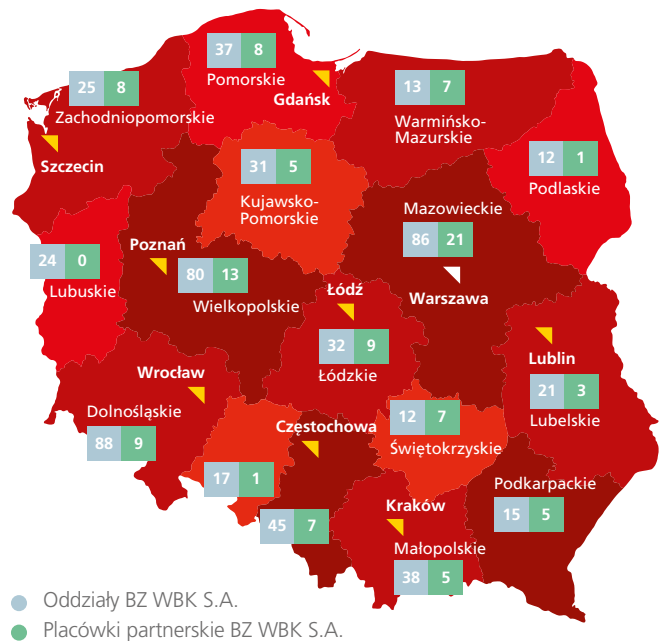 37 8
Pomorskie
Gdańsk
25 8
Zachodniopomorskie
Szczecin
13 7
Warmińsko-
Mazurskie
31 5
Kujawsko-
Pomorskie
12 1
Podlaskie
Mazowieckie
86 21
Warszawa
24 0
Lubuskie
Poznań
80 13
Wielkopolskie
Łódź
32 9
Łódzkie
Lublin
21 3
Lubelskie
Wrocław
Dolnośląskie
88 9
17 1
Częstochowa
45 7
12 7
Świętokrzyskie
Podkarpackie
15 5
Kraków
Małopolskie
38 5
Oddziały BZ WBK S.A.
Placówki partnerskie BZ WBK S.A.